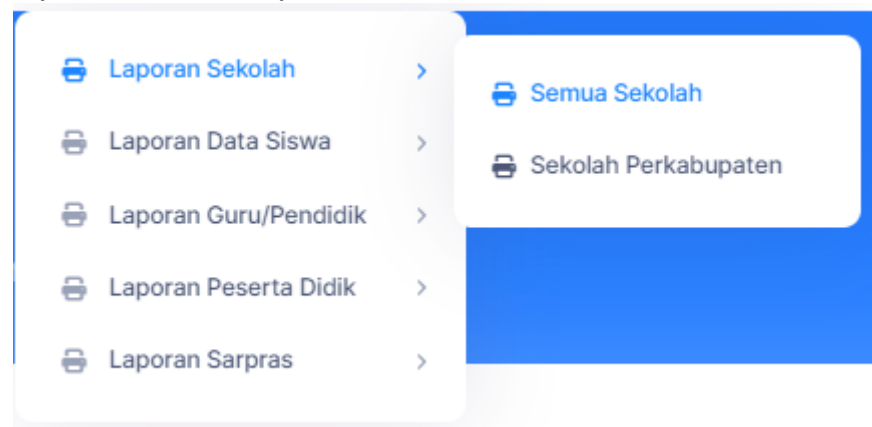 Laporan Sekolah
Laporan Data Siswa
Laporan Guru/Pendidik
Laporan Peserta Didik
Laporan Sarpras
Semua Sekolah
Sekolah Perkabupaten